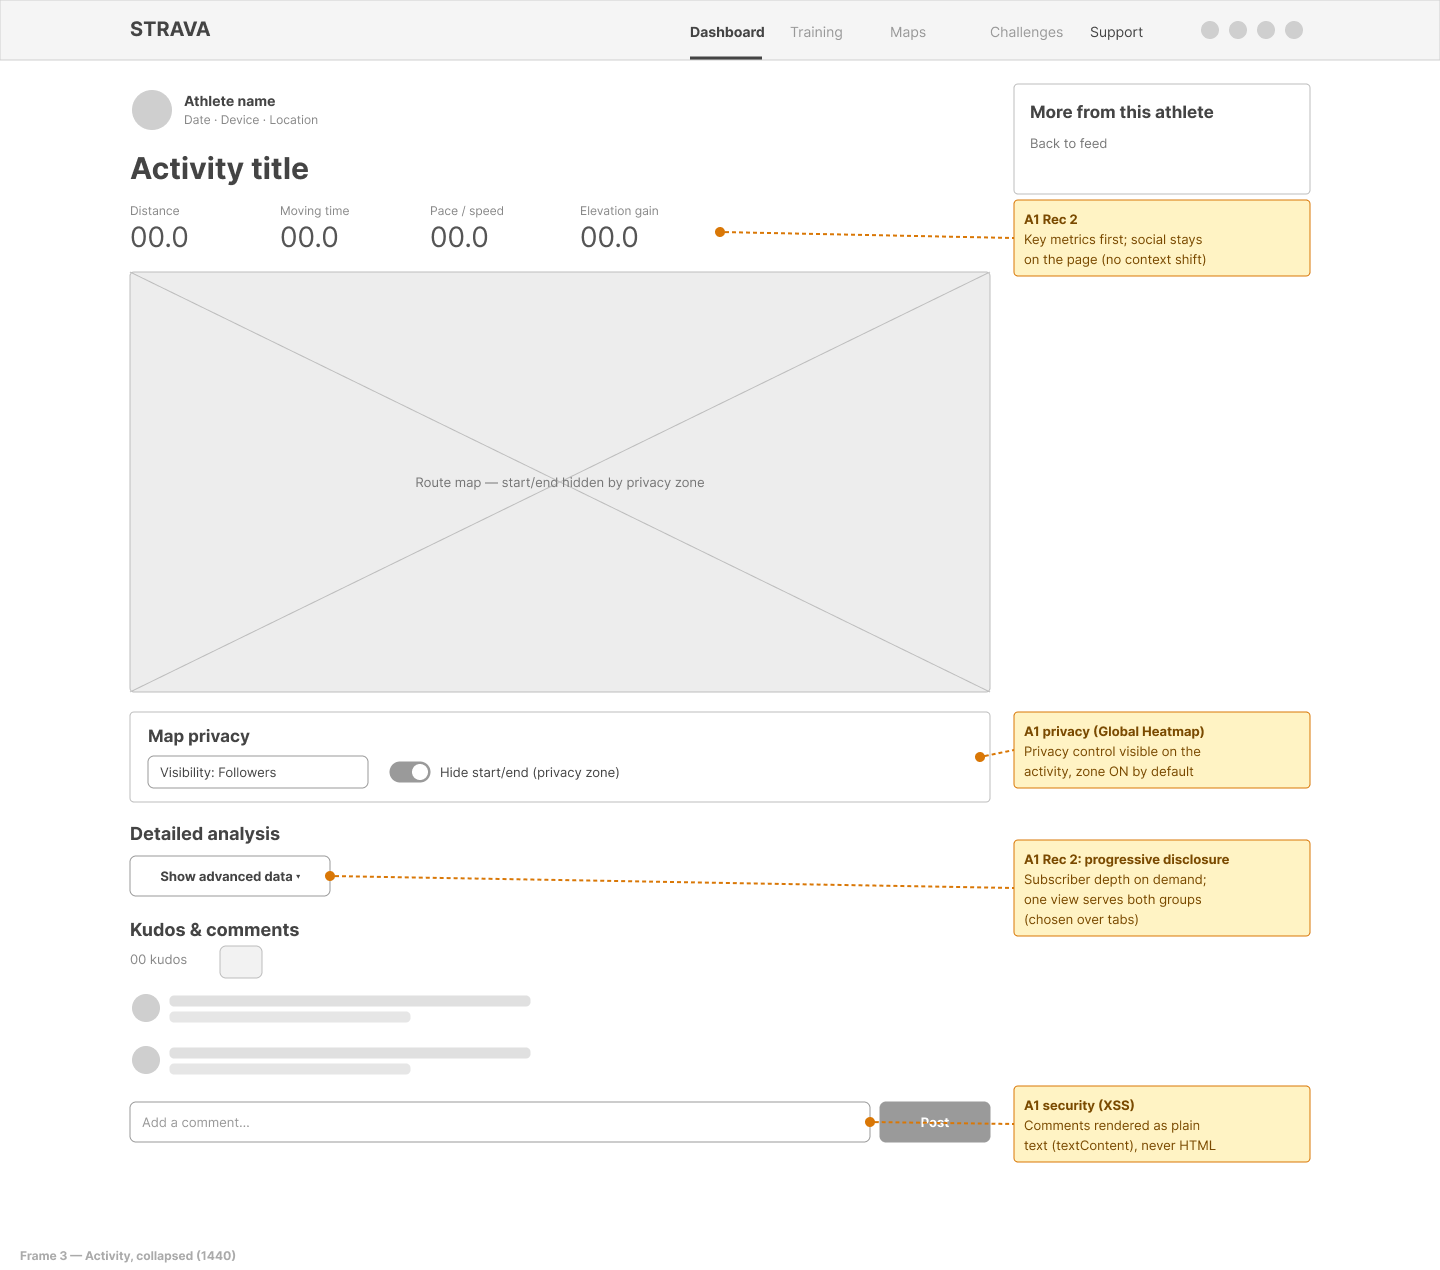 STRAVA
Dashboard
Training
Maps
Challenges
Support
Athlete name
Date · Device · Location
Activity title
Distance
Moving time
Pace / speed
Elevation gain
00.0
00.0
00.0
00.0
More from this athlete
Back to feed
A1 Rec 2
Key metrics first; social stays
on the page (no context shift)
Route map — start/end hidden by privacy zone
Map privacy
Visibility: Followers
Hide start/end (privacy zone)
A1 privacy (Global Heatmap)
Privacy control visible on the
activity, zone ON by default
Detailed analysis
Show advanced data ▾
A1 Rec 2: progressive disclosure
Subscriber depth on demand;
one view serves both groups
(chosen over tabs)
Kudos & comments
00 kudos
Add a comment...
Post
A1 security (XSS)
Comments rendered as plain
text (textContent), never HTML
Frame 3 — Activity, collapsed (1440)